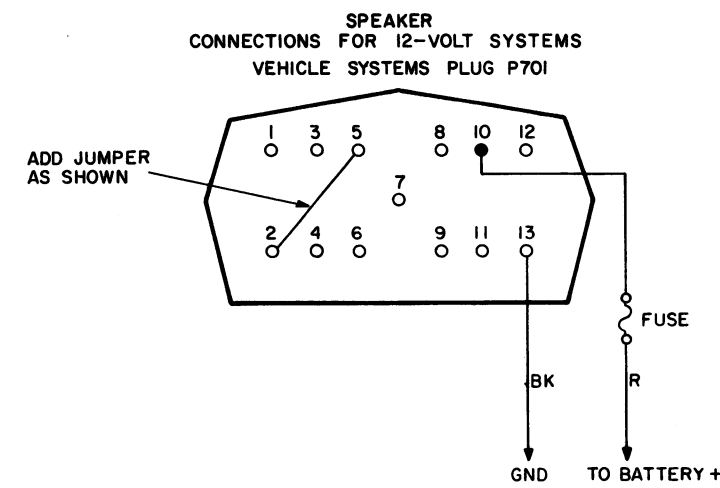 SPEAKER
CONNECTIONS FOR 12-VOLT SYSTEMS
VEHICLE SYSTEMS PLUG P701
1 3 5 8 10 12
ADD JUMPER
AS SHOWN
7
2 4 6 9 11 13
FUSE
BK R
GND TO BATTERY +